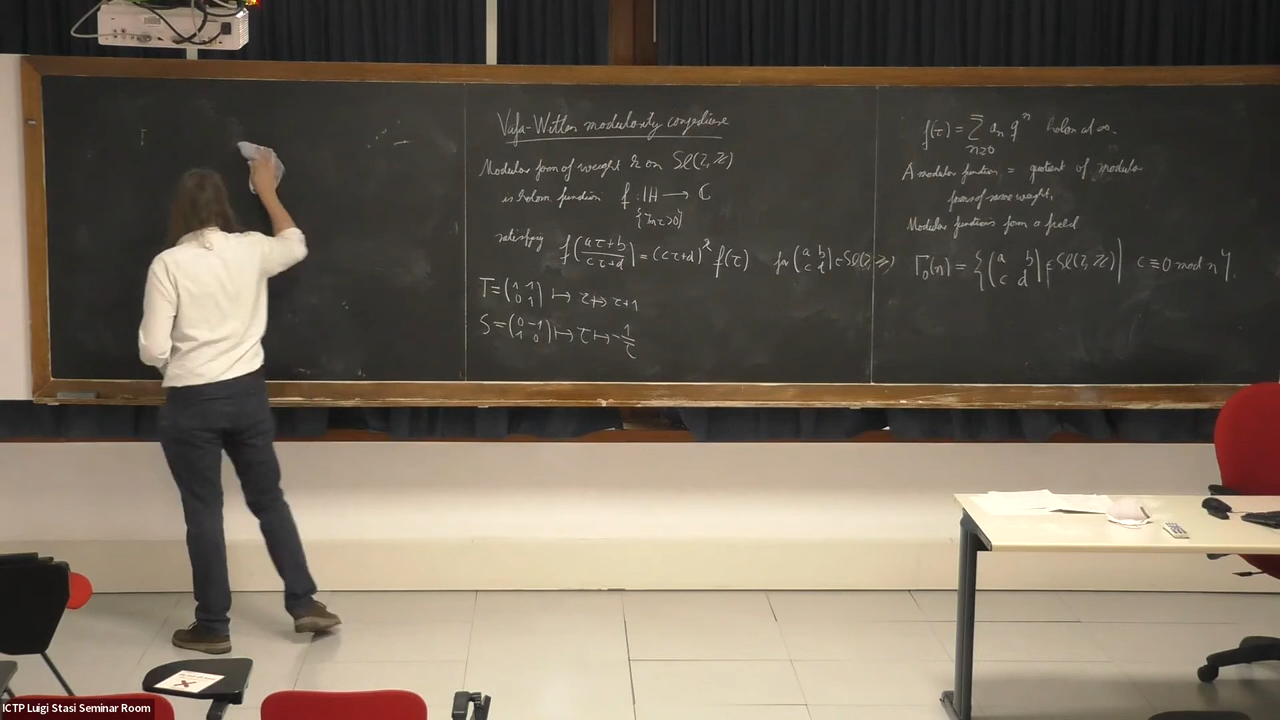 Vafa-Witten modularity conjecture
Modular form of weight k on Sl(2,ℤ)
is holom. function f : ℍ → ℂ
{Im τ>0}
satisfying f((aτ+b)/(cτ+d)) = (cτ+d)^k f(τ) for (a b; c d) ∈ Sl(2,ℤ)
T=(1 1; 0 1) ↦ τ ↦ τ+1
S=(0 -1; 1 0) ↦ τ ↦ -1/τ
f(τ) = ∑_{n≥0} a_n q^n holom at ∞.
A modular function = quotient of modular
forms of same weight.
Modular functions form a field
Γ_0(n) = {(a b; c d) ∈ Sl(2,ℤ) | c ≡ 0 mod n}.
ICTP Luigi Stasi Seminar Room